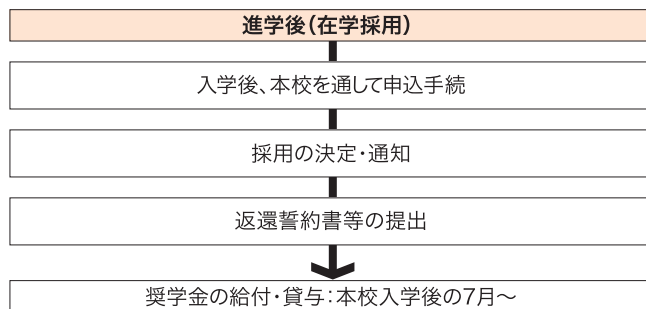 進学後(在学採用)
入学後、本校を通して申込手続
採用の決定・通知
返還誓約書等の提出
奨学金の給付・貸与:本校入学後の7月〜